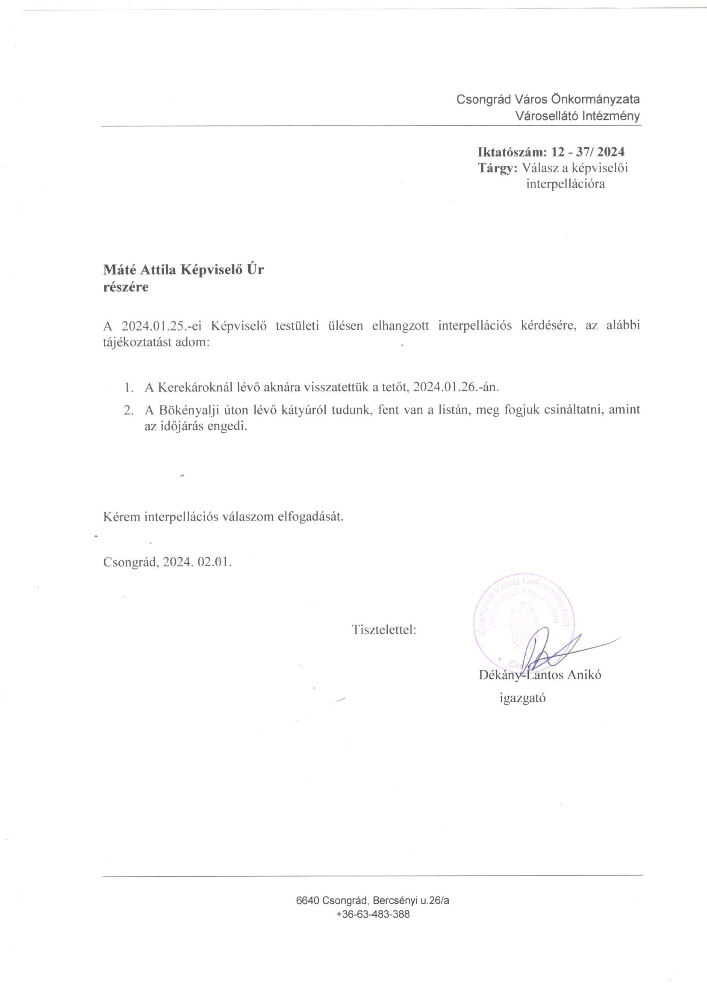 Csongrád Város Önkormányzata
Városellátó Intézmény
Iktatószám: 12 - 37/ 2024
Tárgy: Válasz a képviselői
interpellációra
Máté Attila Képviselő Úr
részére
A 2024.01.25.-ei Képviselő testületi ülésen elhangzott interpellációs kérdésére, az alábbi
tájékoztatást adom:
1. A Kerekároknál lévő aknára visszatettük a tetőt, 2024.01.26.-án.
2. A Bökényalji úton lévő kátyúról tudunk, fent van a listán, meg fogjuk csináltatni, amint
az időjárás engedi.
Kérem interpellációs válaszom elfogadását.
Csongrád, 2024. 02.01.
Csongrád Város Önkormányzata
Városellátó Intézménye
Tisztelettel:
Dékány-Lantos Anikó
igazgató
6640 Csongrád, Bercsényi u.26/a
+36-63-483-388